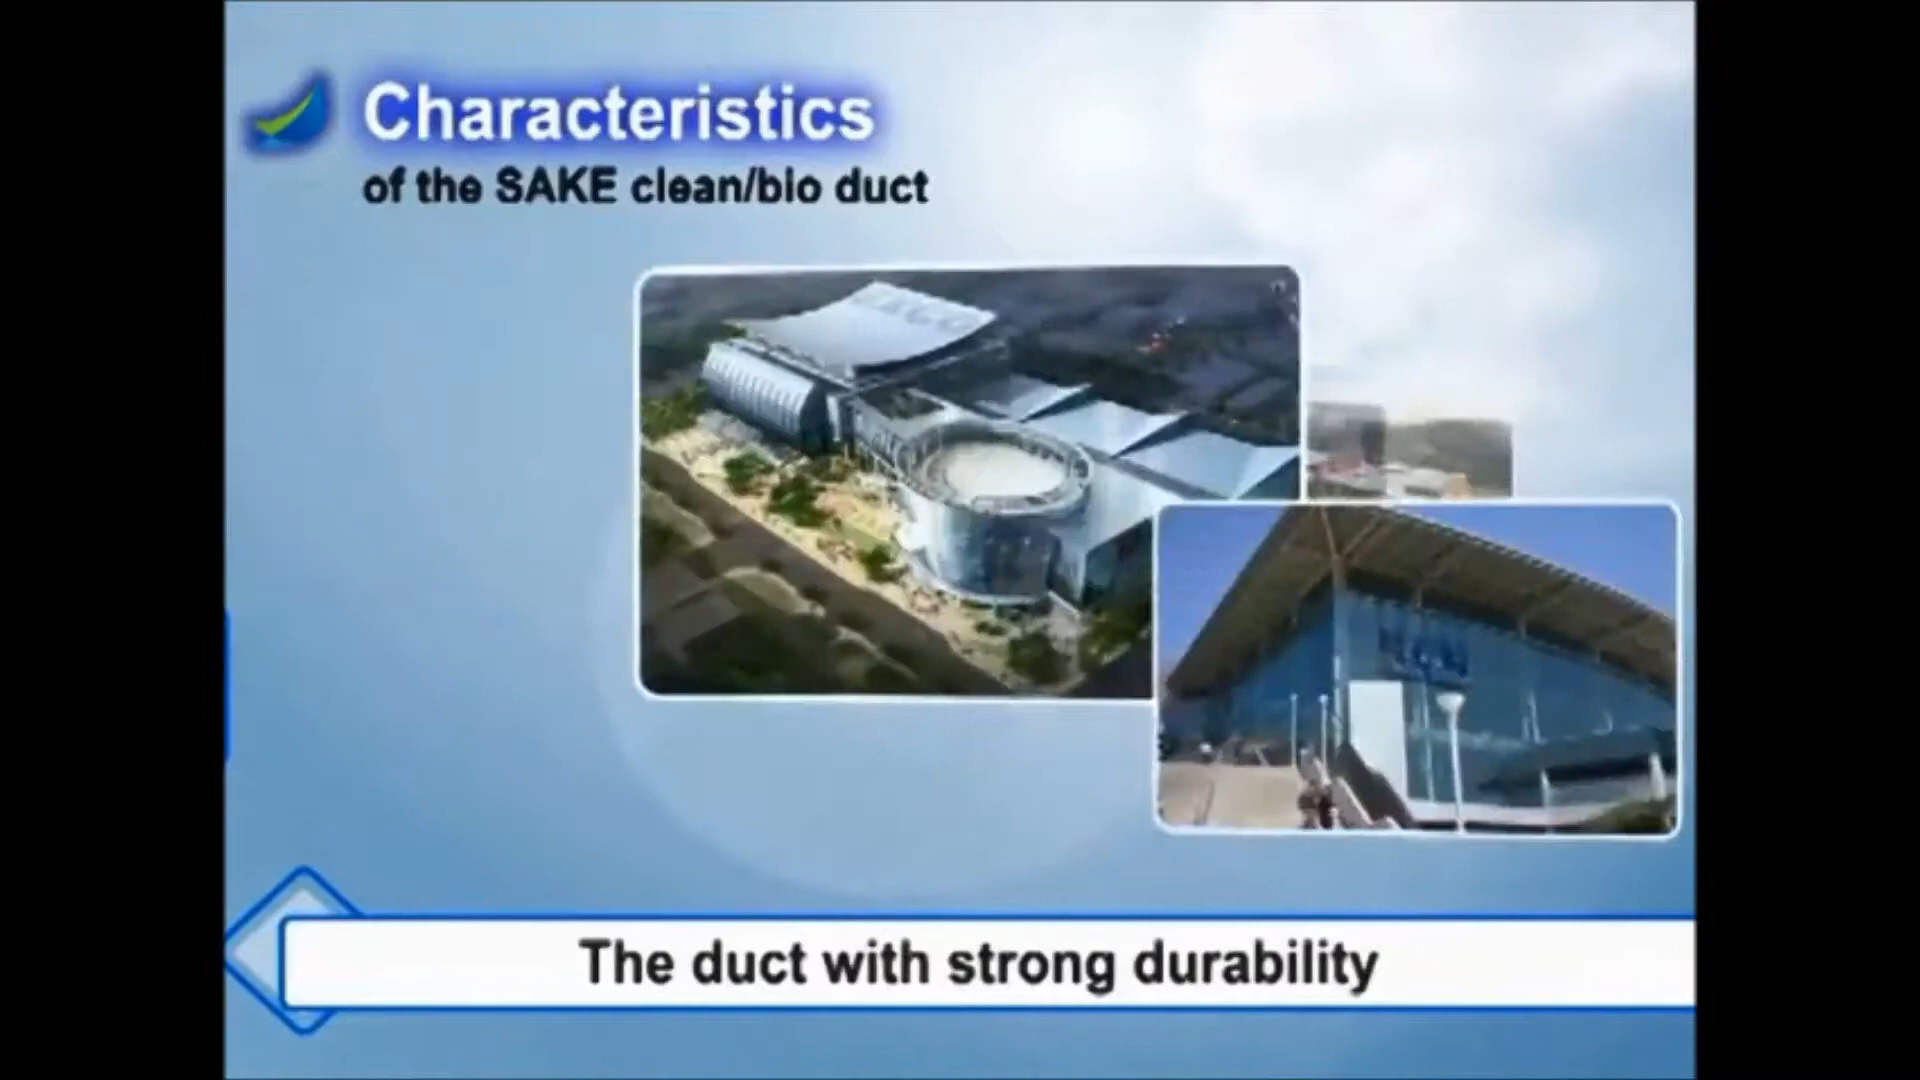 Characteristics
of the SAKE clean/bio duct
The duct with strong durability